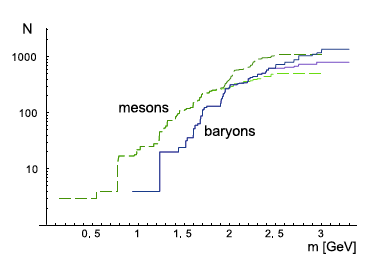 N
1000
100
10
mesons
baryons
0, 5 1 1, 5 2 2, 5 3
m [GeV]